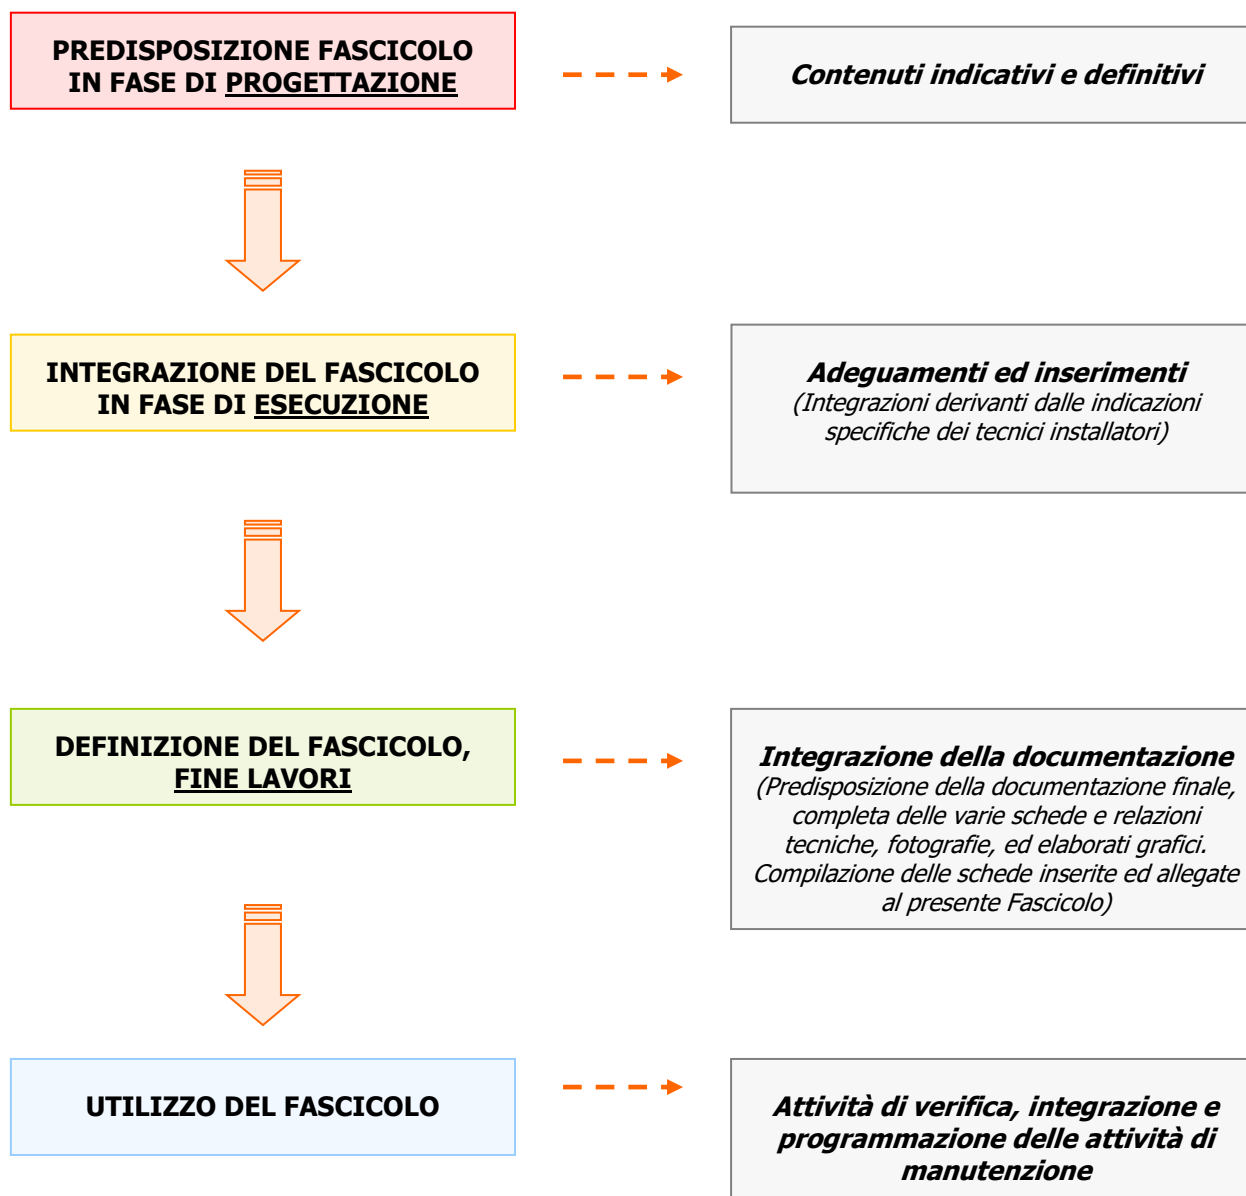 PREDISPOSIZIONE FASCICOLO
IN FASE DI PROGETTAZIONE
Contenuti indicativi e definitivi
INTEGRAZIONE DEL FASCICOLO
IN FASE DI ESECUZIONE
Adeguamenti ed inserimenti
(Integrazioni derivanti dalle indicazioni
specifiche dei tecnici installatori)
DEFINIZIONE DEL FASCICOLO,
FINE LAVORI
Integrazione della documentazione
(Predisposizione della documentazione finale,
completa delle varie schede e relazioni
tecniche, fotografie, ed elaborati grafici.
Compilazione delle schede inserite ed allegate
al presente Fascicolo)
UTILIZZO DEL FASCICOLO
Attività di verifica, integrazione e
programmazione delle attività di
manutenzione